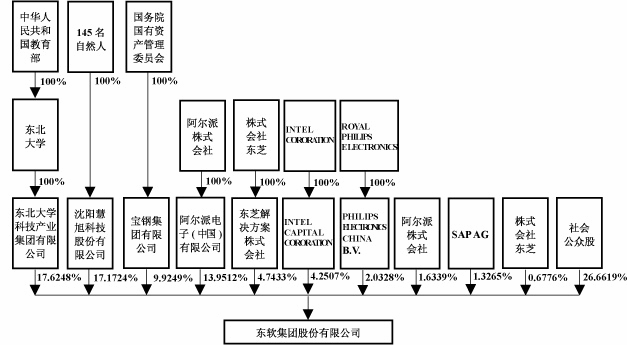 中华人
民共和
国教育
部
145 名
自然人
国务院
国有资
产管理
委员会
100%
100%
100%
东北
大学
阿尔派
株式
会社
株式
会社
东芝
INTEL
CORORATION
ROYAL
PHILIPS
ELECTRONICS
100%
100%
100%
100%
100%
东北大学
科技产业
集团有限
公司
沈阳慧
旭科技
股份有
限公司
宝钢集
团有限
公司
阿尔派电
子(中国)
有限公司
东芝解
决方案
株式
会社
INTEL
CAPITAL
CORORATION
PHILIPS
ELECTRONICS
CHINA
B.V.
阿尔派
株式
会社
SAP AG
株式
会社
东芝
社会
公众股
17.6248%
17.1724%
9.9249%
13.9512%
4.7433%
4.2507%
2.0328%
1.6339%
1.3265%
0.6776%
26.6619%
东软集团股份有限公司